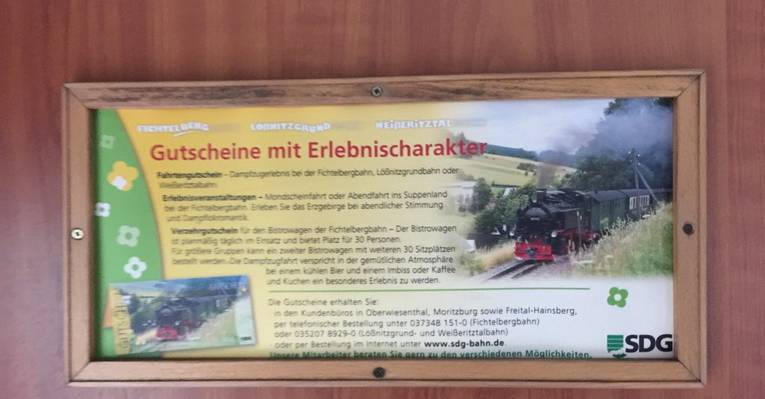 FICHTELBERG LÖẞNITZGRUND WEIẞERITZTAL
Gutscheine mit Erlebnischarakter
Fahrtengutschein – Dampfzugerlebnis bei der Fichtelbergbahn, Lößnitzgrundbahn oder
Weißeritztalbahn.
Erlebnisveranstaltungen – Mondscheinfahrt oder Abendfahrt ins Suppenland
bei der Fichtelbergbahn. Erleben Sie das Erzgebirge bei abendlicher Stimmung
und Dampflokromantik.
Verzehrgutschein für den Bistrowagen der Fichtelbergbahn – Der Bistrowagen
ist planmäßig täglich im Einsatz und bietet Platz für 30 Personen.
Für größere Gruppen kann ein zweiter Bistrowagen mit weiteren 30 Sitzplätzen
bestellt werden. Die Dampfzugfahrt verspricht in der gemütlichen Atmosphäre
bei einem kühlen Bier und einem Imbiss oder Kaffee
und Kuchen ein besonderes Erlebnis zu werden.
Die Gutscheine erhalten Sie:
in den Kundenbüros in Oberwiesenthal, Moritzburg sowie Freital-Hainsberg,
per telefonischer Bestellung unter 037348 151-0 (Fichtelbergbahn)
oder 035207 8929-0 (Lößnitzgrund- und Weißeritztalbahn)
oder per Bestellung im Internet unter www.sdg-bahn.de.
Unsere Mitarbeiter beraten Sie gern zu den verschiedenen Möglichkeiten.
SDG